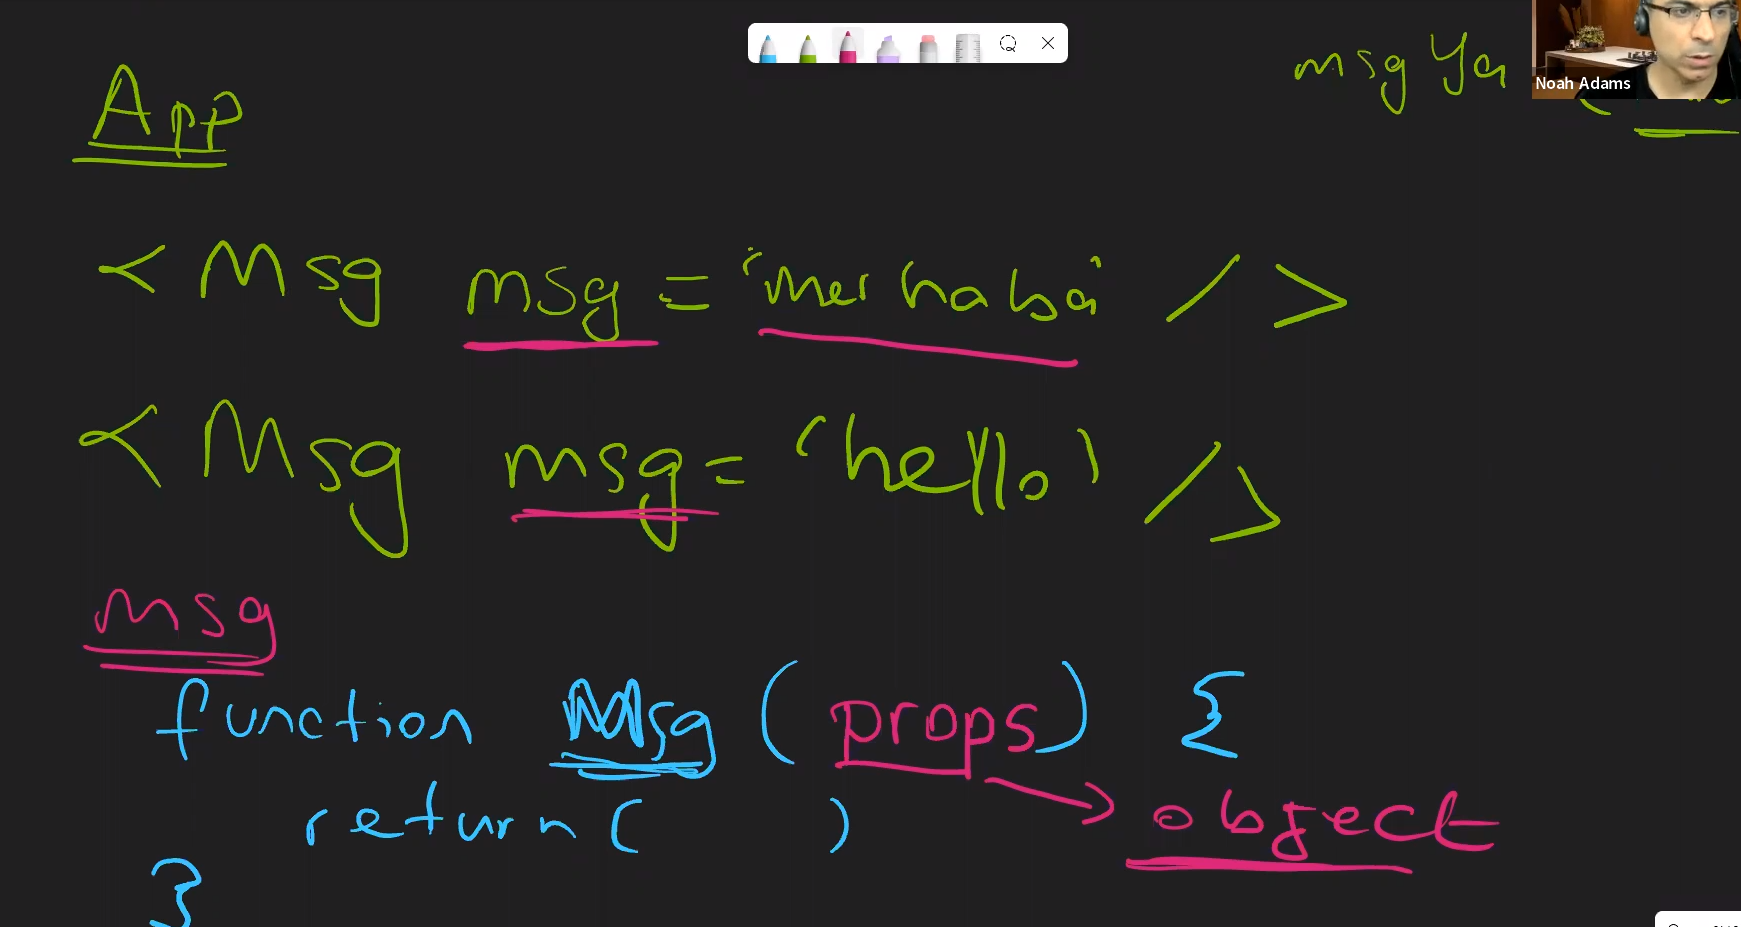 msg Ya
Noah Adams
App
<Msg msg = 'merhaba' />
<Msg msg = 'hello' />
msg
function Msg (props) {
→ object
return ( )
}